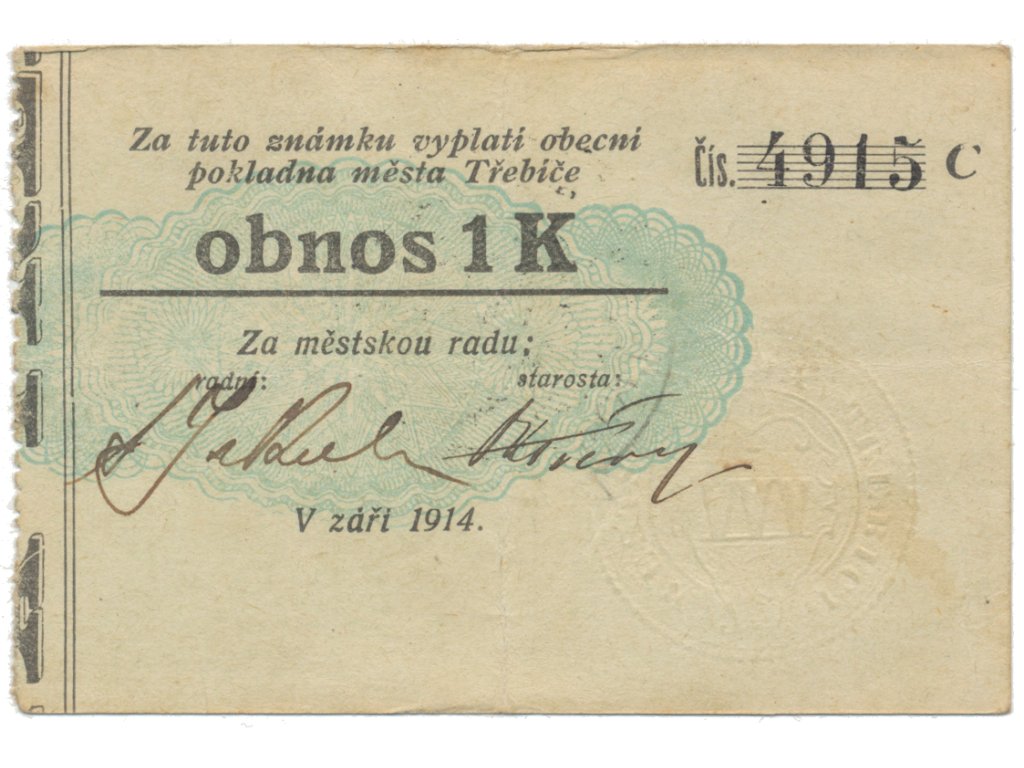 Za tuto známku vyplatí obecní
pokladna města Třebíče
Čís. 4915 C
obnos 1 K
Za městskou radu:
radní:
starosta:
V září 1914.